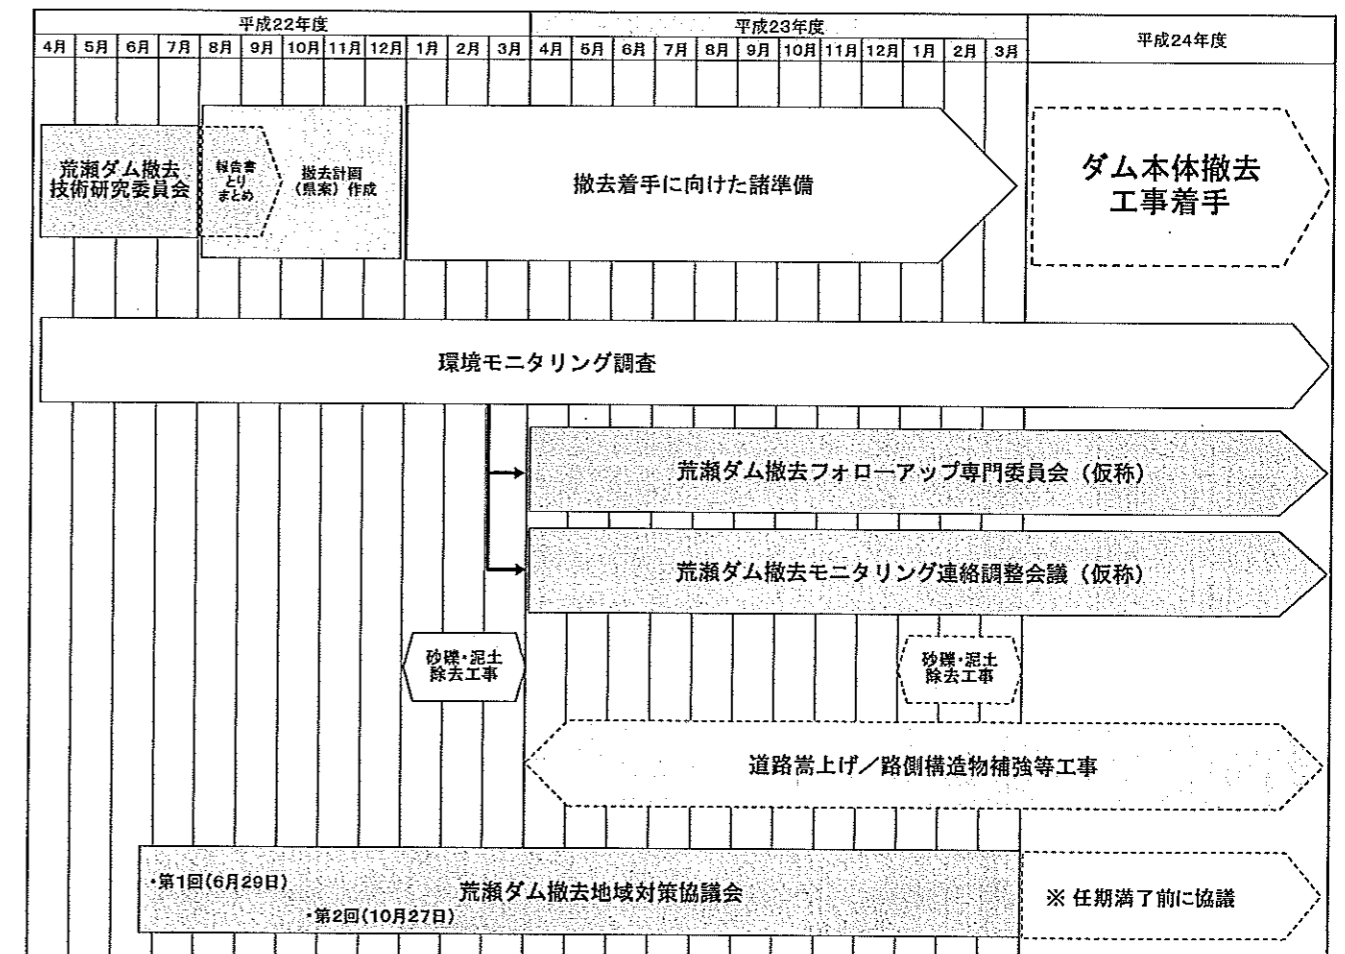 平成22年度
平成23年度
平成24年度
4月 5月 6月 7月 8月 9月 10月 11月 12月 1月 2月 3月 4月 5月 6月 7月 8月 9月 10月 11月 12月 1月 2月 3月
荒瀬ダム撤去
技術研究委員会
報告書
とり
まとめ
撤去計画
（県案）作成
撤去着手に向けた諸準備
ダム本体撤去
工事着手
環境モニタリング調査
荒瀬ダム撤去フォローアップ専門委員会（仮称）
荒瀬ダム撤去モニタリング連絡調整会議（仮称）
砂礫・泥土
除去工事
砂礫・泥土
除去工事
道路嵩上げ／路側構造物補強等工事
・第1回(6月29日)
荒瀬ダム撤去地域対策協議会
・第2回(10月27日)
※ 任期満了前に協議